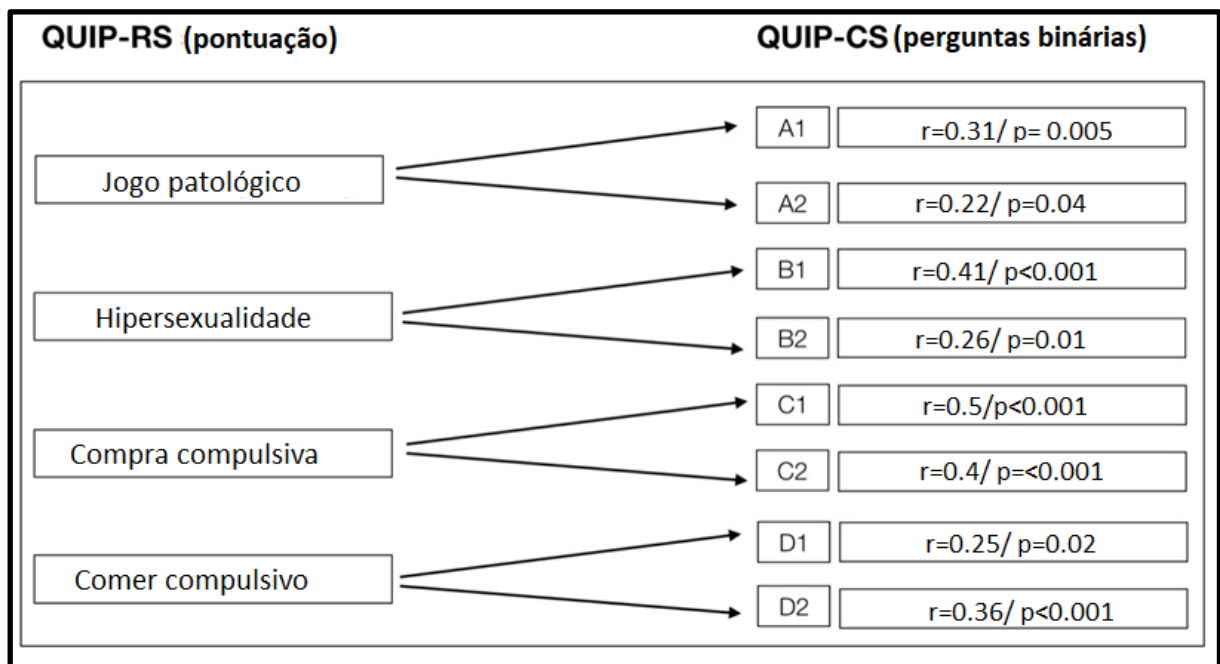 QUIP-RS (pontuação)
QUIP-CS (perguntas binárias)
Jogo patológico
A1
r=0.31/ p= 0.005
A2
r=0.22/ p=0.04
Hipersexualidade
B1
r=0.41/ p<0.001
B2
r=0.26/ p=0.01
Compra compulsiva
C1
r=0.5/p<0.001
C2
r=0.4/ p=<0.001
Comer compulsivo
D1
r=0.25/ p=0.02
D2
r=0.36/ p<0.001